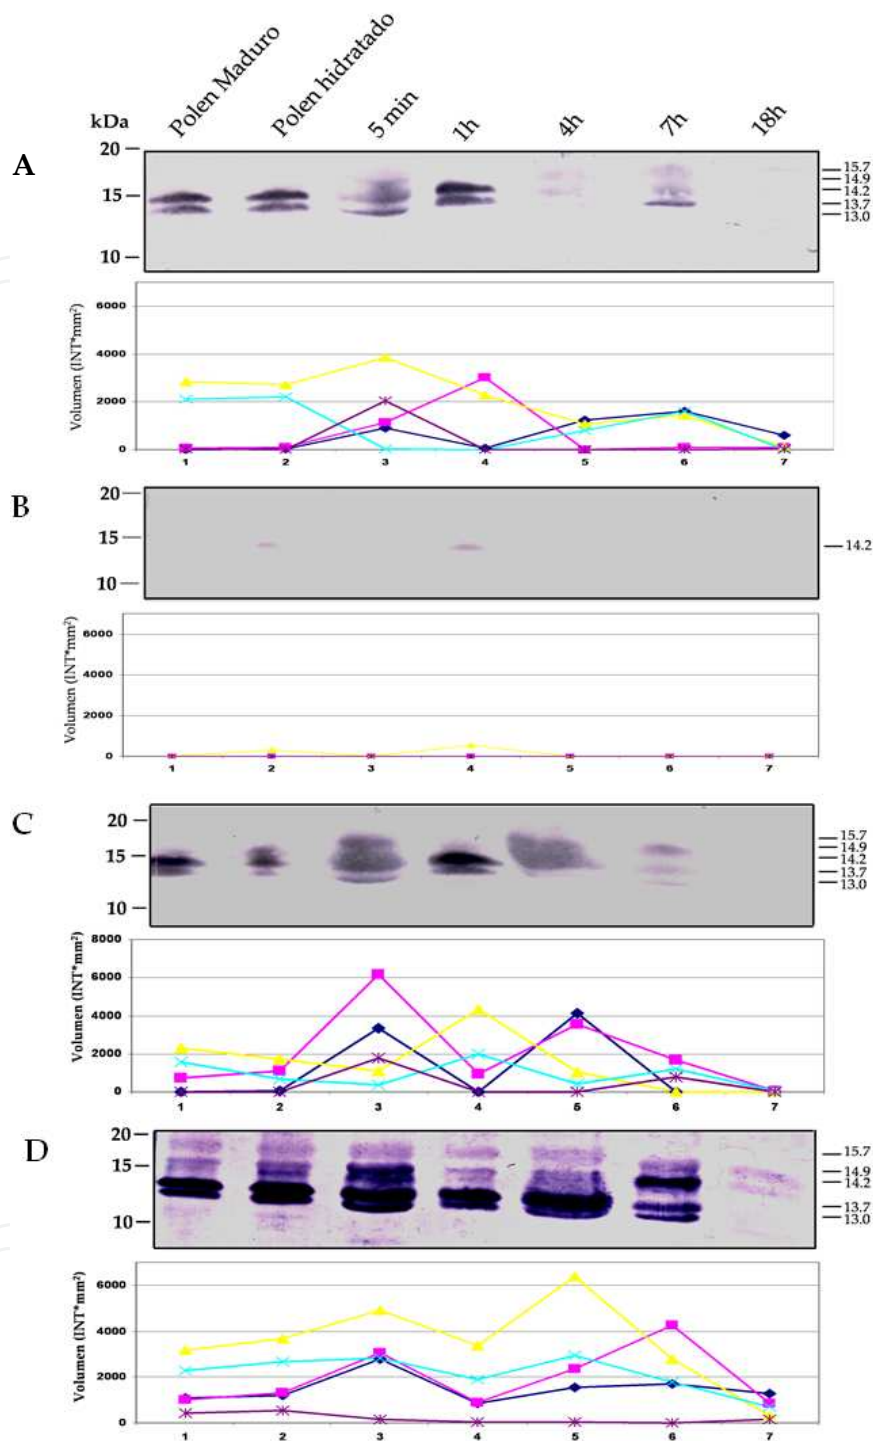 Polen Maduro
Polen hidratado
5 min
1h
4h
7h
18h
kDa
A
20
15
10
15.7
14.9
14.2
13.7
13.0
Volumen (INT*mm²)
6000
4000
2000
0
1 2 3 4 5 6 7
B
20
15
10
14.2
Volumen (INT*mm²)
6000
4000
2000
0
1 2 3 4 5 6 7
C
20
15
10
15.7
14.9
14.2
13.7
13.0
Volumen (INT*mm²)
8000
6000
4000
2000
0
1 2 3 4 5 6 7
D
20
15
10
15.7
14.9
14.2
13.7
13.0
Volumen (INT*mm²)
6000
4000
2000
0
1 2 3 4 5 6 7